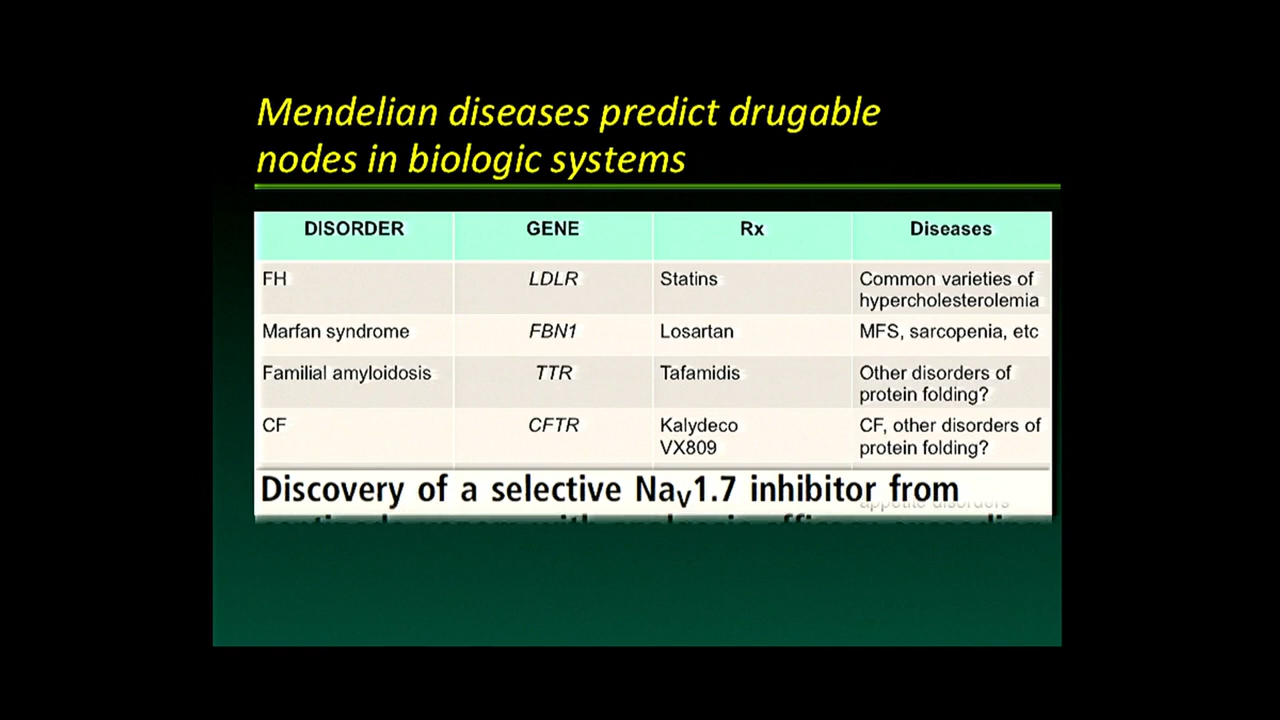 Mendelian diseases predict drugable
nodes in biologic systems
DISORDER GENE Rx Diseases
FH LDLR Statins Common varieties of
hypercholesterolemia
Marfan syndrome FBN1 Losartan MFS, sarcopenia, etc
Familial amyloidosis TTR Tafamidis Other disorders of
protein folding?
CF CFTR Kalydeco CF, other disorders of
VX809 protein folding?
Discovery of a selective Nav1.7 inhibitor from
appetite disorders